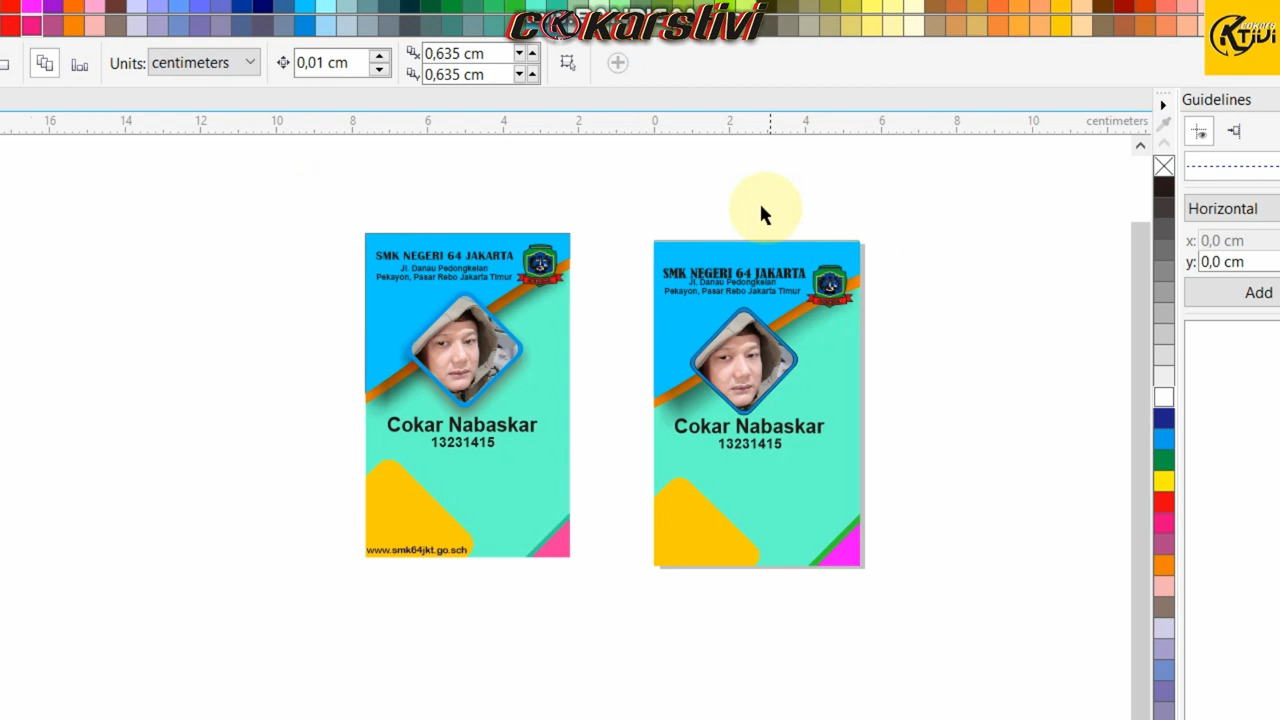 cokarstivi
COKARS
KTIVI
Units: centimeters
0,01 cm
0,635 cm
0,635 cm
Guidelines
16 14 12 10 8 6 4 2 0 2 4 6 8 10 centimeters
Horizontal
x: 0,0 cm
y: 0,0 cm
Add
SMK NEGERI 64 JAKARTA
Jl. Danau Pedongkelan
Pekayon, Pasar Rebo Jakarta Timur
Cokar Nabaskar
13231415
www.smk64jkt.go.sch
SMK NEGERI 64 JAKARTA
Jl. Danau Pedongkelan
Pekayon, Pasar Rebo Jakarta Timur
Cokar Nabaskar
13231415